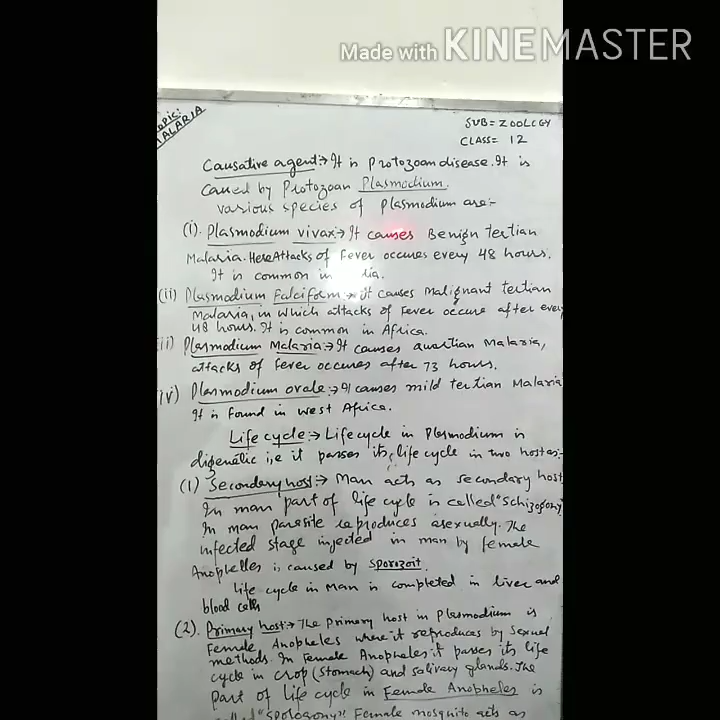 Made with KINEMASTER
Topic:
MALARIA
SUB = ZOOLOGY
CLASS = 12
Causative agent:→ It is Protozoan disease. It is
Caused by Protozoan Plasmodium.
various species of Plasmodium are:-
(i). Plasmodium vivax:→ It causes Benign tertian
Malaria. Here Attacks of Fever occures every 48 hours.
It is common in
(ii) Plasmodium Falciform:→ it causes Malignant tertian
Malaria, in which attacks of Fever occure after every
48 hours. It is common in Africa.
iii) Plasmodium Malaria:→ It causes quartian Malaria,
attacks of Fever occures after 73 hours.
iv) Plasmodium ovale:→ It causes mild tertian Malaria
It is Found in west Africa.
Life cycle:→ Life cycle in Plasmodium is
digenetic i,e it passes its life cycle in two hostas:-
(1) Secondary host:→ Man acts as secondary host
In man part of life cycle is called "Schizogony"
In man parasite reproduces asexually. The
infected stage injected in man by female
Anophelles is caused by sporozoit.
Life cycle in Man is completed in liver and
blood cells
(2). Primary host:→ The Primary host in Plasmodium is
Female Anopheles where it reproduces by sexual
methods. In Female Anopheles it passes its life
cycle in crop (stomach) and salivary glands. The
Part of life cycle in Female Anopheles is
called "Sporogony". Female mosquito acts as